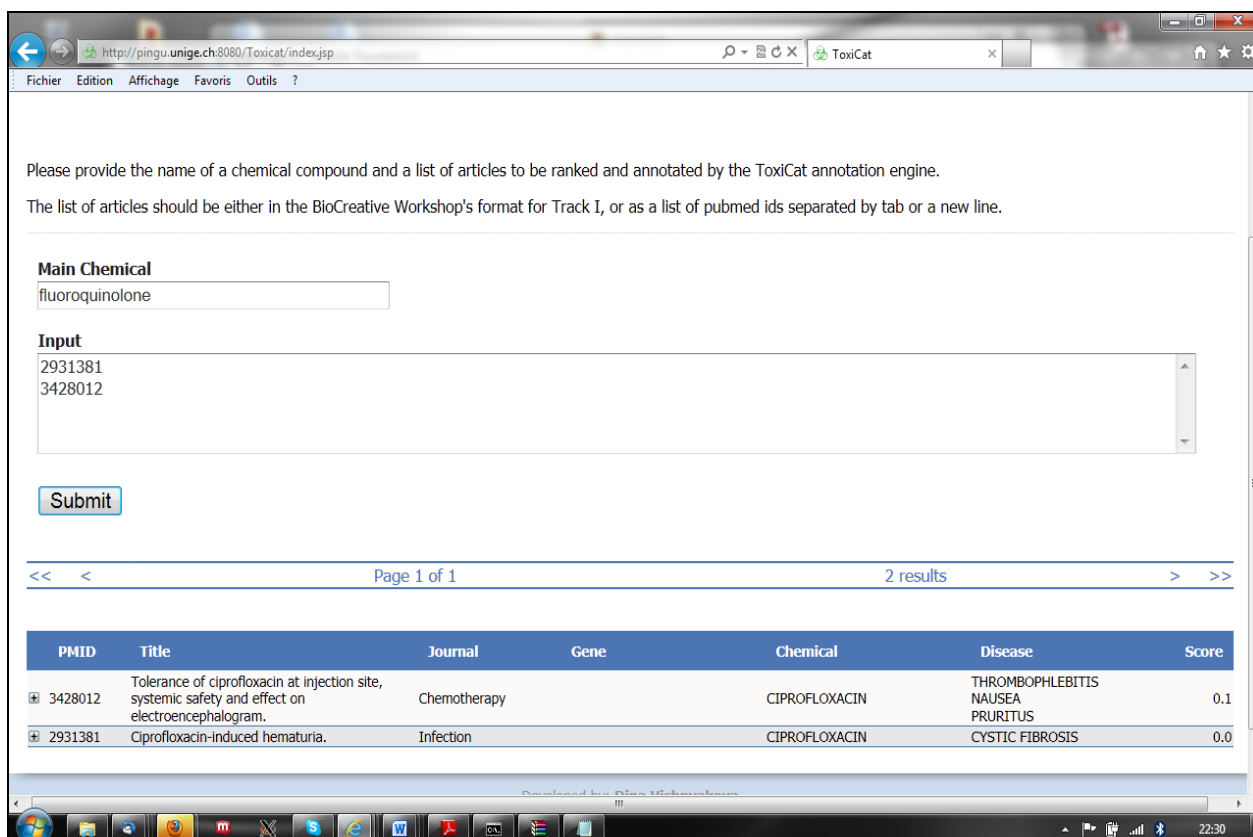 http://pingu.unige.ch:8080/Toxicat/index.jsp
ToxiCat
Fichier Edition Affichage Favoris Outils ?
Please provide the name of a chemical compound and a list of articles to be ranked and annotated by the ToxiCat annotation engine.
The list of articles should be either in the BioCreative Workshop's format for Track I, or as a list of pubmed ids separated by tab or a new line.
Main Chemical
fluoroquinolone
Input
2931381
3428012
Submit
<< < Page 1 of 1 2 results > >>
PMID Title Journal Gene Chemical Disease Score
3428012 Tolerance of ciprofloxacin at injection site, systemic safety and effect on electroencephalogram. Chemotherapy CIPROFLOXACIN THROMBOPHLEBITIS NAUSEA PRURITUS 0.1
2931381 Ciprofloxacin-induced hematuria. Infection CIPROFLOXACIN CYSTIC FIBROSIS 0.0
22:30